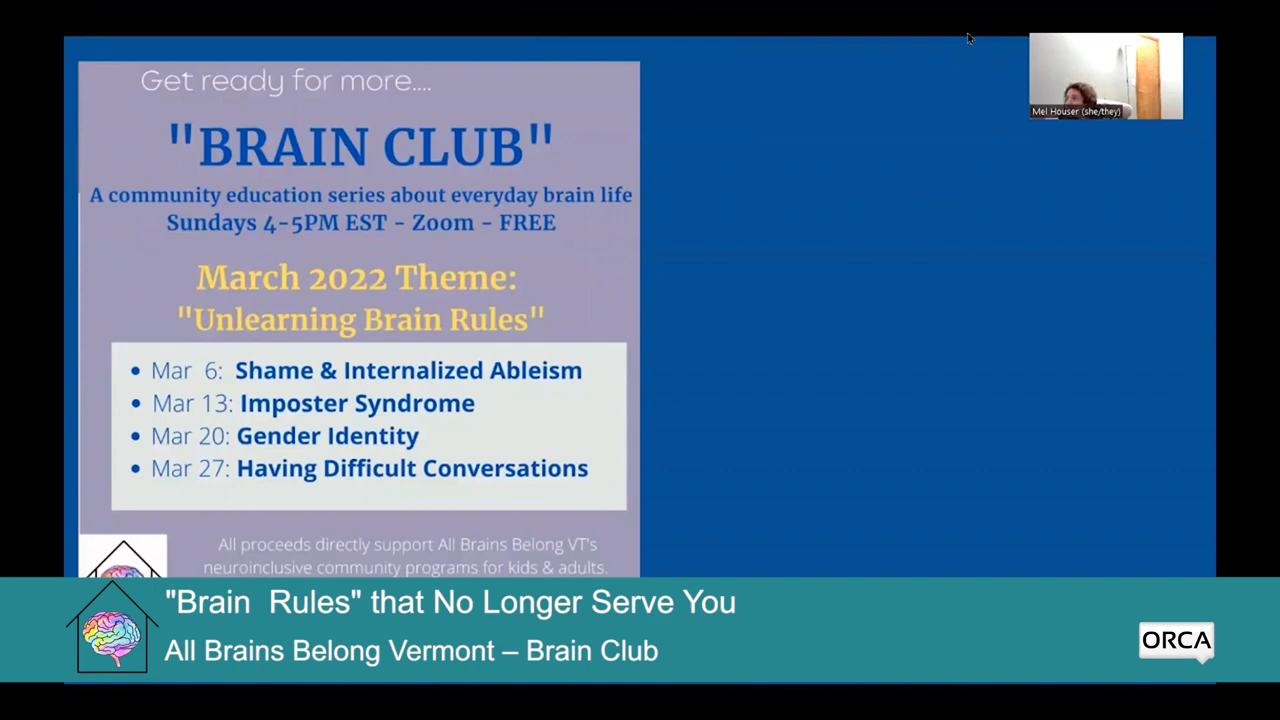 Get ready for more....
"BRAIN CLUB"
A community education series about everyday brain life
Sundays 4-5PM EST - Zoom - FREE
March 2022 Theme:
"Unlearning Brain Rules"
• Mar 6: Shame & Internalized Ableism
• Mar 13: Imposter Syndrome
• Mar 20: Gender Identity
• Mar 27: Having Difficult Conversations
All proceeds directly support All Brains Belong VT's
neuroinclusive community programs for kids & adults.
Mel Houser (she/they)
"Brain Rules" that No Longer Serve You
All Brains Belong Vermont – Brain Club
ORCA